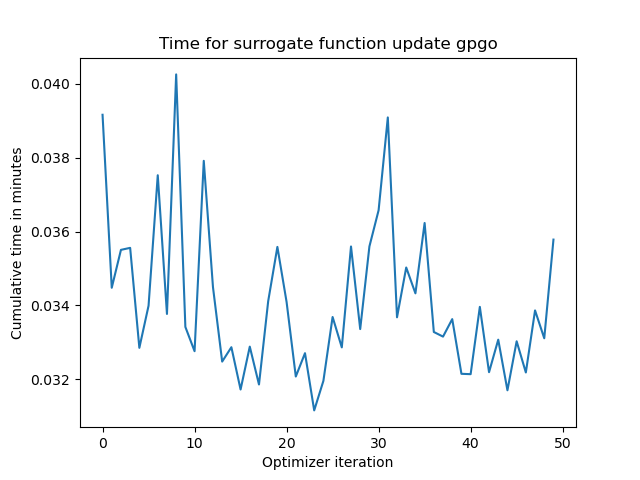 Time for surrogate function update gpgo
0.040
0.038
0.036
0.034
0.032
Cumulative time in minutes
0 10 20 30 40 50
Optimizer iteration